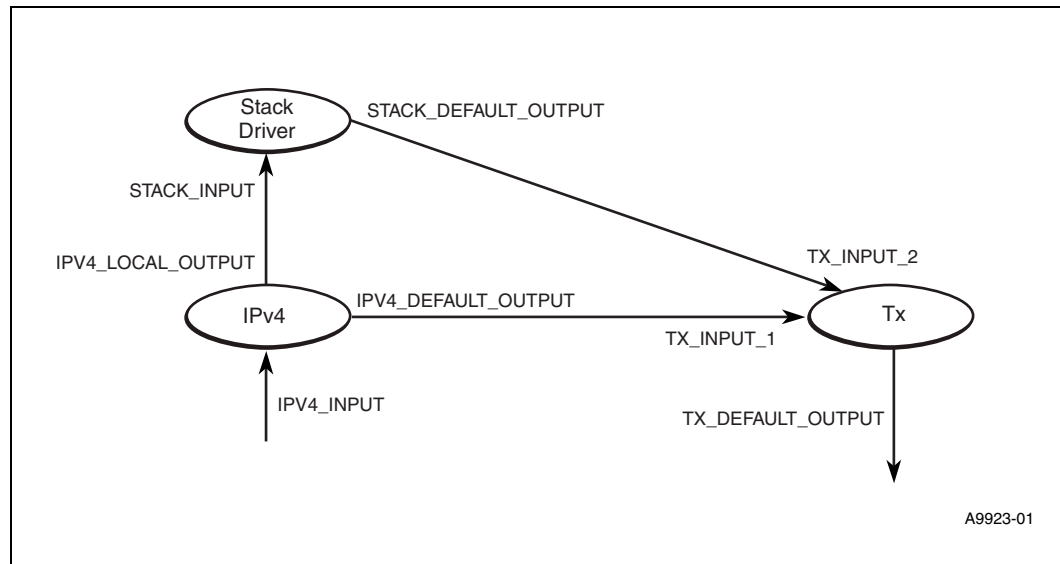 Stack
Driver
STACK_DEFAULT_OUTPUT
STACK_INPUT
IPV4_LOCAL_OUTPUT
TX_INPUT_2
IPv4
IPV4_DEFAULT_OUTPUT
Tx
TX_INPUT_1
IPV4_INPUT
TX_DEFAULT_OUTPUT
A9923-01